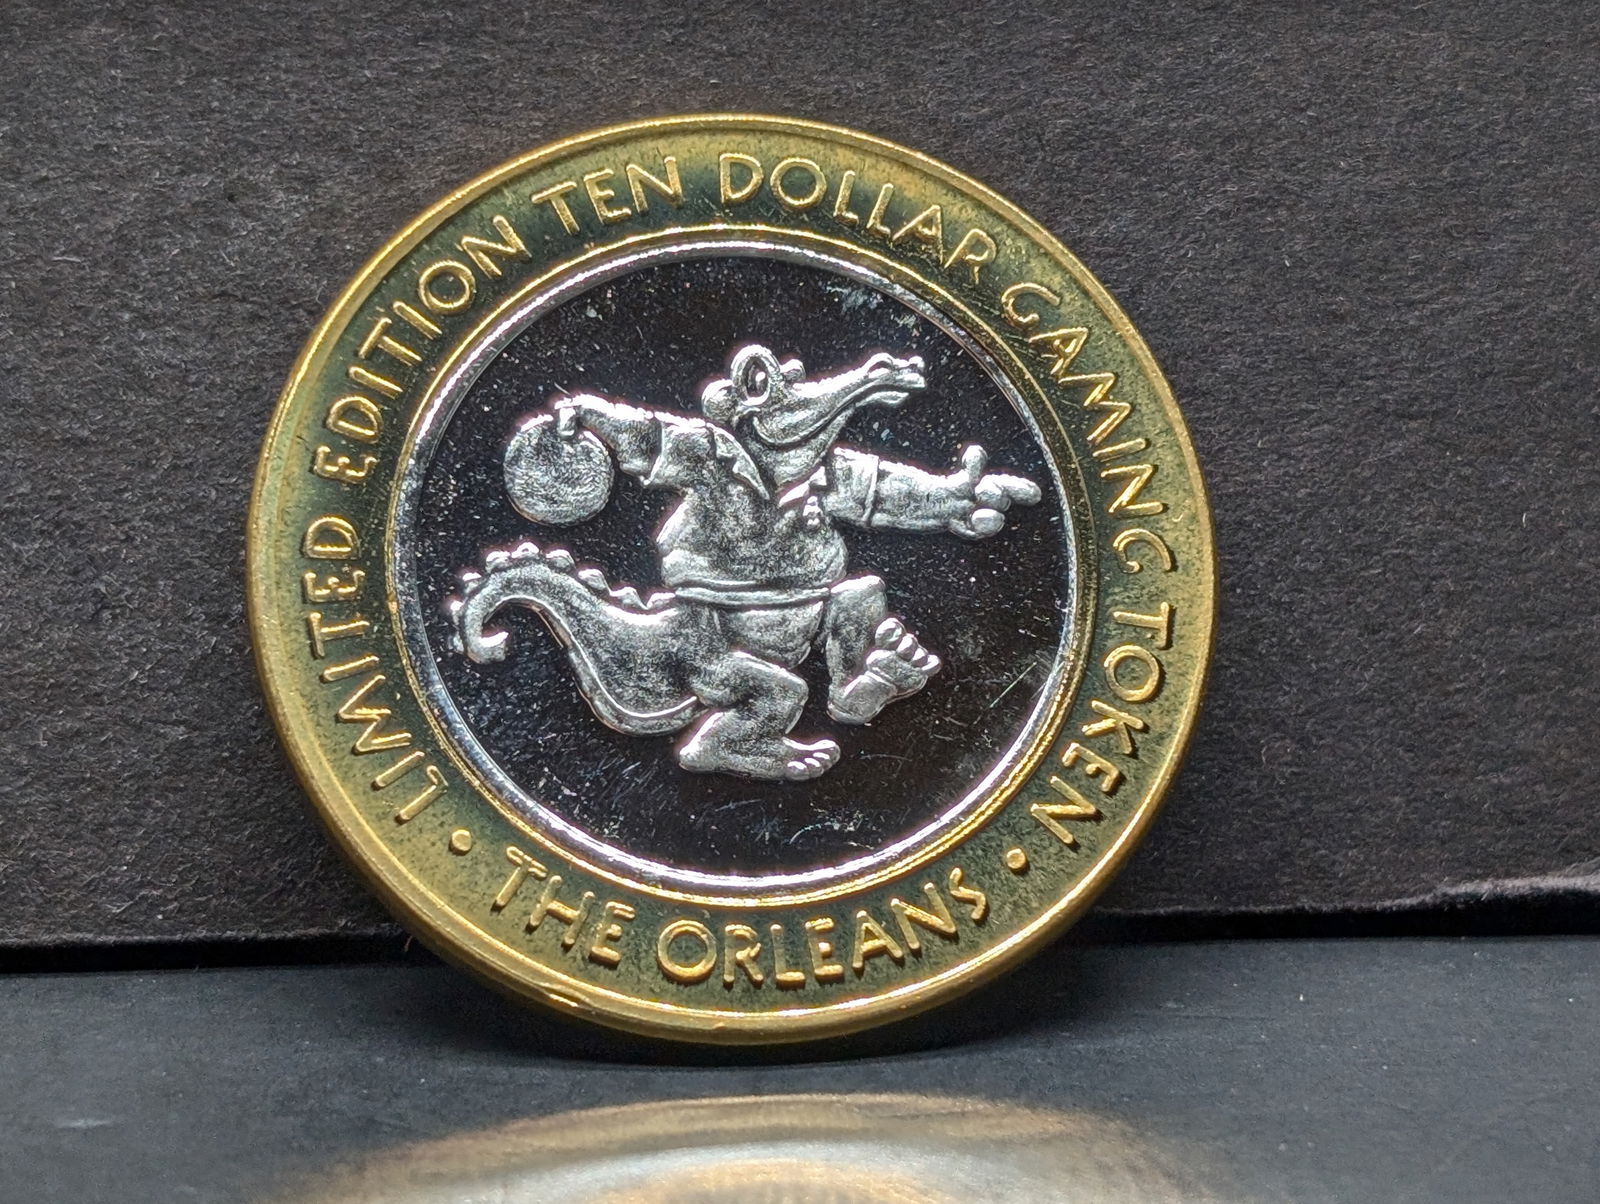 LIMITED EDITION TEN DOLLAR GAMING TOKEN
• THE ORLEANS •